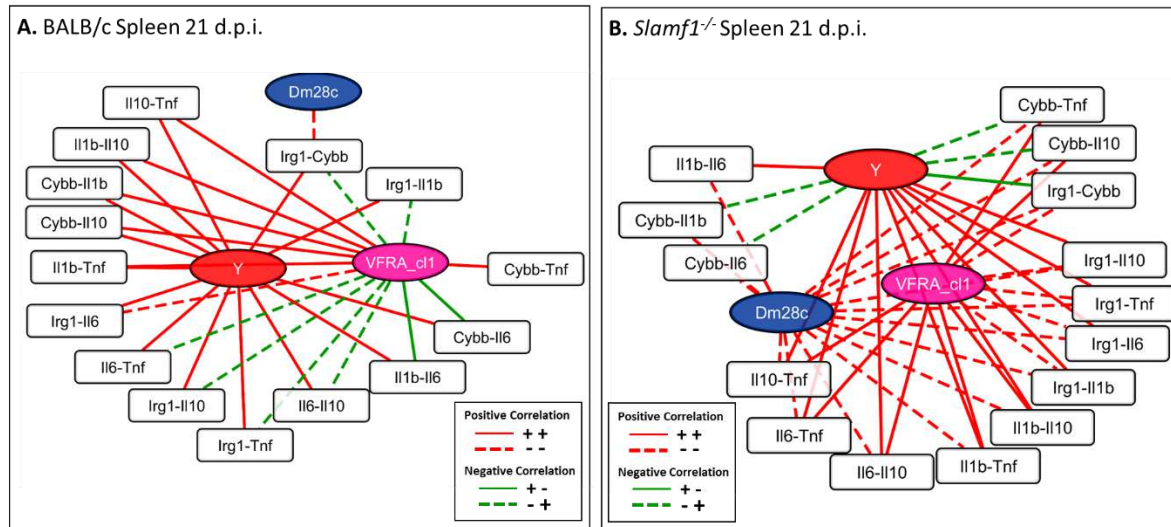 A. BALB/c Spleen 21 d.p.i.
Dm28c
Il10-Tnf
Il1b-Il10
Irg1-Cybb
Irg1-Il1b
Cybb-Il1b
Cybb-Il10
Il1b-Tnf
Y
VFRA_cl1
Cybb-Tnf
Irg1-Il6
Cybb-Il6
Il6-Tnf
Il1b-Il6
Irg1-Il10
Il6-Il10
Irg1-Tnf
Positive Correlation
+ +
- -
Negative Correlation
+ -
- +
B. Slamf1-/- Spleen 21 d.p.i.
Cybb-Tnf
Cybb-Il10
Il1b-Il6
Y
Irg1-Cybb
Cybb-Il1b
Cybb-Il6
Irg1-Il10
VFRA_cl1
Irg1-Tnf
Dm28c
Irg1-Il6
Il10-Tnf
Irg1-Il1b
Il1b-Il10
Il6-Tnf
Il1b-Tnf
Il6-Il10
Positive Correlation
+ +
- -
Negative Correlation
+ -
- +